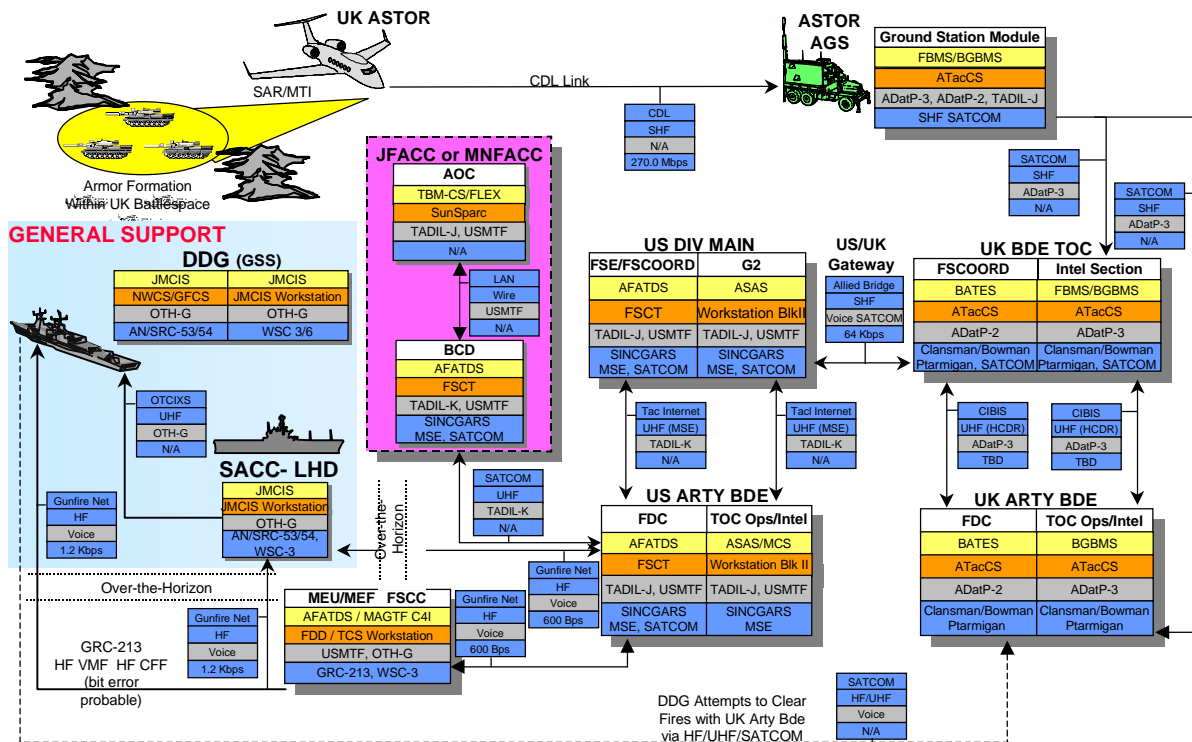 UK ASTOR
ASTOR
AGS
SAR/MTI
CDL Link
CDL
SHF
N/A
270.0 Mbps
Ground Station Module
FBMS/BGBMS
ATacCS
ADatP-3, ADatP-2, TADIL-J
SHF SATCOM
SATCOM
SHF
ADatP-3
N/A
SATCOM
SHF
ADatP-3
N/A
Armor Formation
Within UK Battlespace
JFACC or MNFACC
AOC
TBM-CS/FLEX
SunSparc
TADIL-J, USMTF
N/A
LAN
Wire
USMTF
N/A
BCD
AFATDS
FSCT
TADIL-K, USMTF
SINCGARS
MSE, SATCOM
SATCOM
UHF
TADIL-K
N/A
GENERAL SUPPORT
DDG (GSS)
JMCIS JMCIS
NWCS/GFCS JMCIS Workstation
OTH-G OTH-G
AN/SRC-53/54 WSC 3/6
OTCIXS
UHF
OTH-G
N/A
SACC- LHD
JMCIS
JMCIS Workstation
OTH-G
AN/SRC-53/54,
WSC-3
Gunfire Net
HF
Voice
1.2 Kbps
Over-the-Horizon
Over-the-
Horizon
Gunfire Net
HF
Voice
1.2 Kbps
GRC-213
HF VMF HF CFF
(bit error
probable)
MEU/MEF FSCC
AFATDS / MAGTF C4I
FDD / TCS Workstation
USMTF, OTH-G
GRC-213, WSC-3
Gunfire Net
HF
Voice
600 Bps
Gunfire Net
HF
Voice
600 Bps
US DIV MAIN
FSE/FSCOORD G2
AFATDS ASAS
FSCT Workstation BlkII
TADIL-J, USMTF TADIL-J, USMTF
SINCGARS SINCGARS
MSE, SATCOM MSE, SATCOM
US/UK
Gateway
Allied Bridge
SHF
Voice SATCOM
64 Kbps
UK BDE TOC
FSCOORD Intel Section
BATES FBMS/BGBMS
ATacCS ATacCS
ADatP-2 ADatP-3
Clansman/Bowman Clansman/Bowman
Ptarmigan, SATCOM Ptarmigan, SATCOM
Tac Internet
UHF (MSE)
TADIL-K
N/A
Tacl Internet
UHF (MSE)
TADIL-K
N/A
CIBIS
UHF (HCDR)
ADatP-3
TBD
CIBIS
UHF (HCDR)
ADatP-3
TBD
US ARTY BDE
FDC TOC Ops/Intel
AFATDS ASAS/MCS
FSCT Workstation Blk II
TADIL-J, USMTF TADIL-J, USMTF
SINCGARS SINCGARS
MSE, SATCOM MSE
UK ARTY BDE
FDC TOC Ops/Intel
BATES BGBMS
ATacCS ATacCS
ADatP-2 ADatP-3
Clansman/Bowman Clansman/Bowman
Ptarmigan Ptarmigan
DDG Attempts to Clear
Fires with UK Arty Bde
via HF/UHF/SATCOM
SATCOM
HF/UHF
Voice
N/A